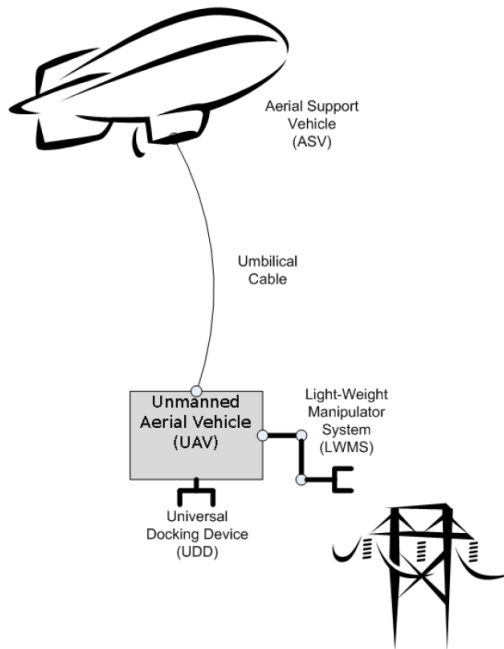 Aerial Support
Vehicle
(ASV)
Umbilical
Cable
Unmanned
Aerial Vehicle
(UAV)
Light-Weight
Manipulator
System
(LWMS)
Universal
Docking Device
(UDD)